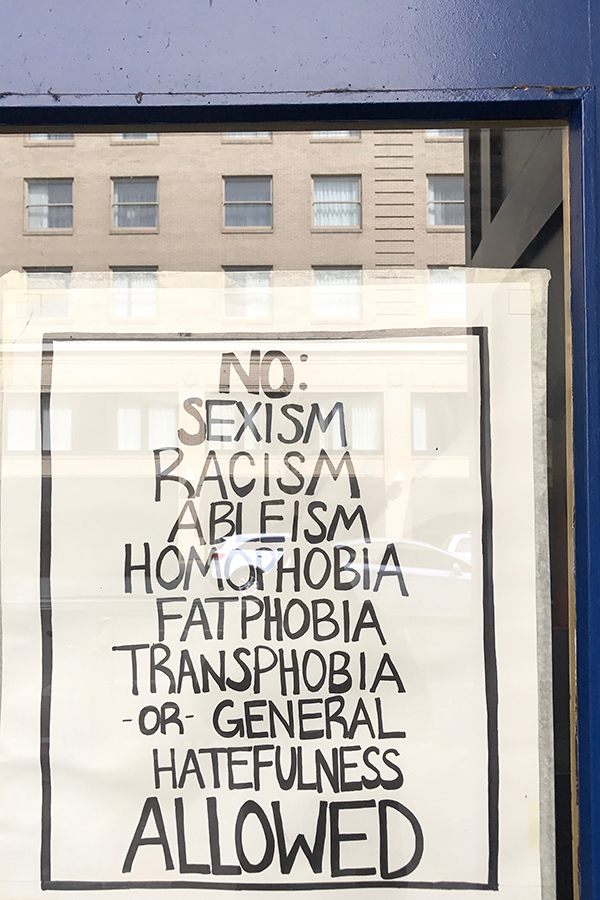 NO:
SEXISM
RACISM
ABLEISM
HOMOPHOBIA
FATPHOBIA
TRANSPHOBIA
-OR- GENERAL
HATEFULNESS
ALLOWED